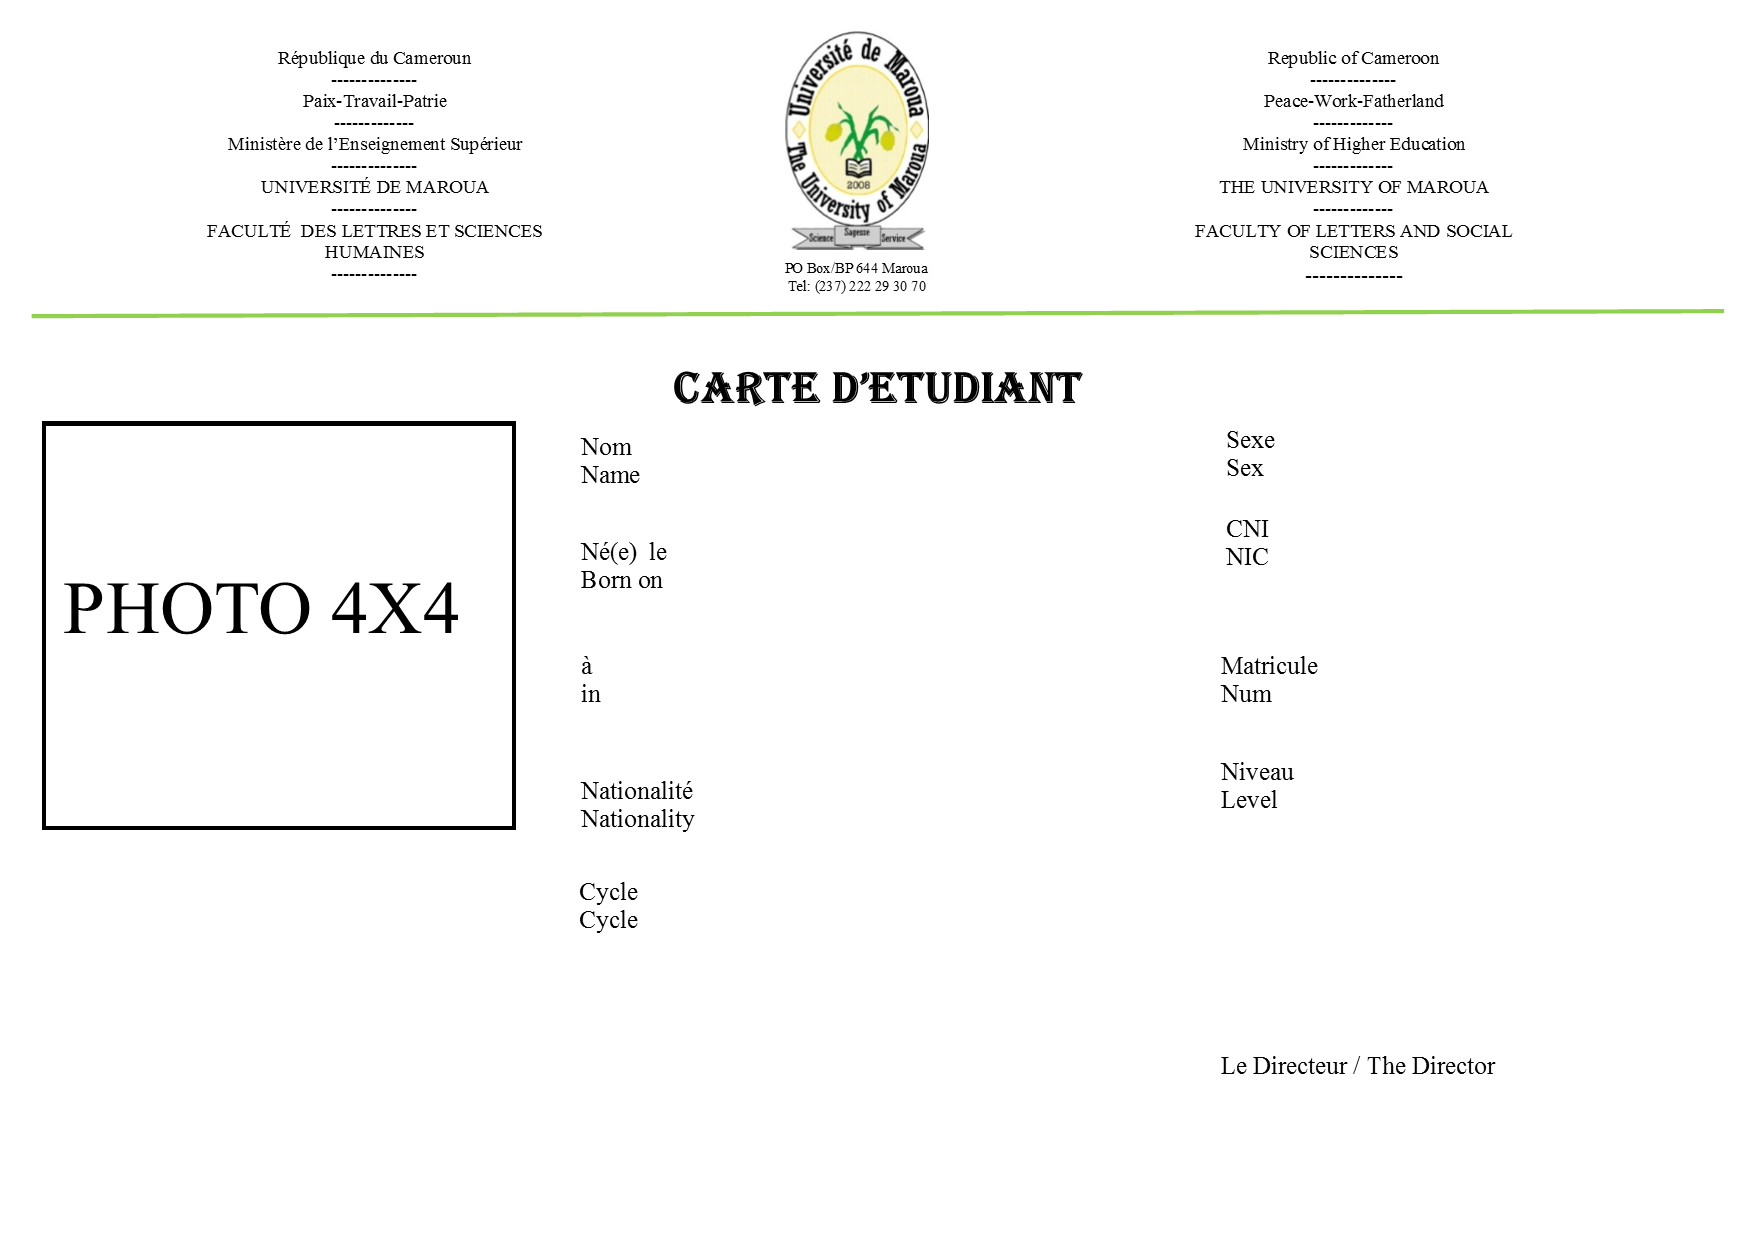 République du Cameroun
--------------
Paix-Travail-Patrie
-------------
Ministère de l’Enseignement Supérieur
--------------
UNIVERSITÉ DE MAROUA
--------------
FACULTÉ DES LETTRES ET SCIENCES
HUMAINES
--------------
Université de Maroua
The University of Maroua
2008
Science Sagesse Service
PO Box/BP 644 Maroua
Tel: (237) 222 29 30 70
Republic of Cameroon
--------------
Peace-Work-Fatherland
-------------
Ministry of Higher Education
-------------
THE UNIVERSITY OF MAROUA
-------------
FACULTY OF LETTERS AND SOCIAL
SCIENCES
--------------
CARTE D’ETUDIANT
PHOTO 4X4
Nom
Name
Né(e) le
Born on
à
in
Nationalité
Nationality
Cycle
Cycle
Sexe
Sex
CNI
NIC
Matricule
Num
Niveau
Level
Le Directeur / The Director